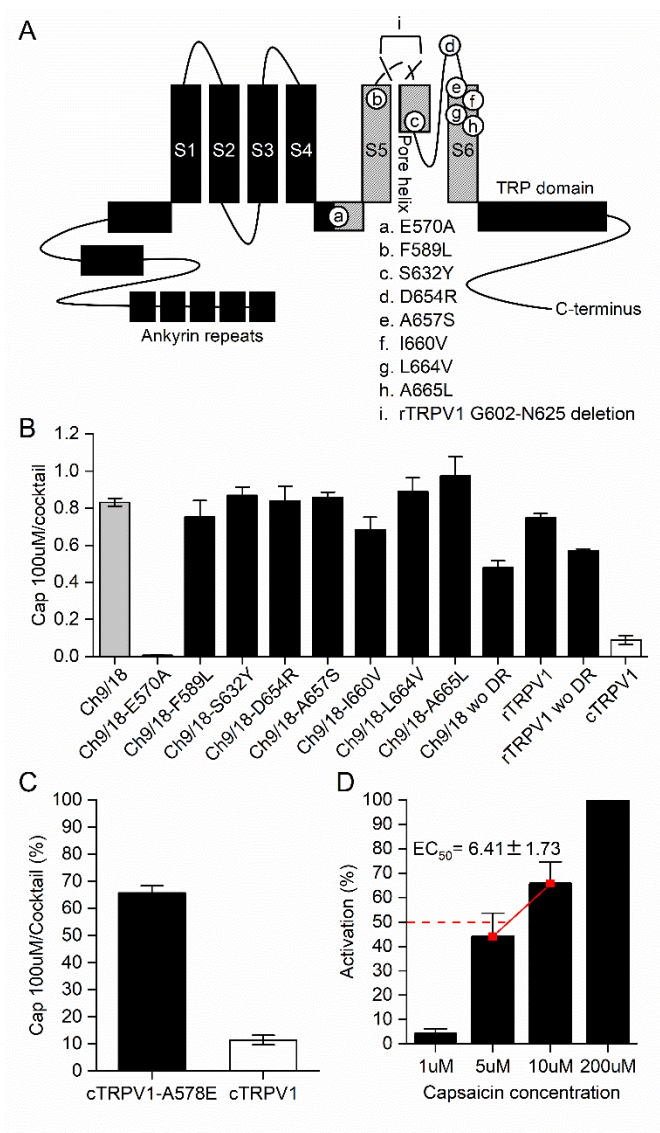 A
i
d
b
e
f
c
g
h
S1
S2
S3
S4
S5
S6
Pore helix
TRP domain
a
a. E570A
b. F589L
c. S632Y
d. D654R
e. A657S
f. I660V
g. L664V
h. A665L
i. rTRPV1 G602-N625 deletion
C-terminus
Ankyrin repeats
B
Cap 100uM/cocktail
1.2
1.0
0.8
0.6
0.4
0.2
0.0
Ch9/18
Ch9/18-E570A
Ch9/18-F589L
Ch9/18-S632Y
Ch9/18-D654R
Ch9/18-A657S
Ch9/18-I660V
Ch9/18-L664V
Ch9/18-A665L
Ch9/18 wo DR
rTRPV1
rTRPV1 wo DR
cTRPV1
C
Cap 100uM/Cocktail (%)
100
90
80
70
60
50
40
30
20
10
0
cTRPV1-A578E
cTRPV1
D
Activation (%)
100
90
80
70
60
50
40
30
20
10
0
EC50= 6.41±1.73
1uM
5uM
10uM
200uM
Capsaicin concentration